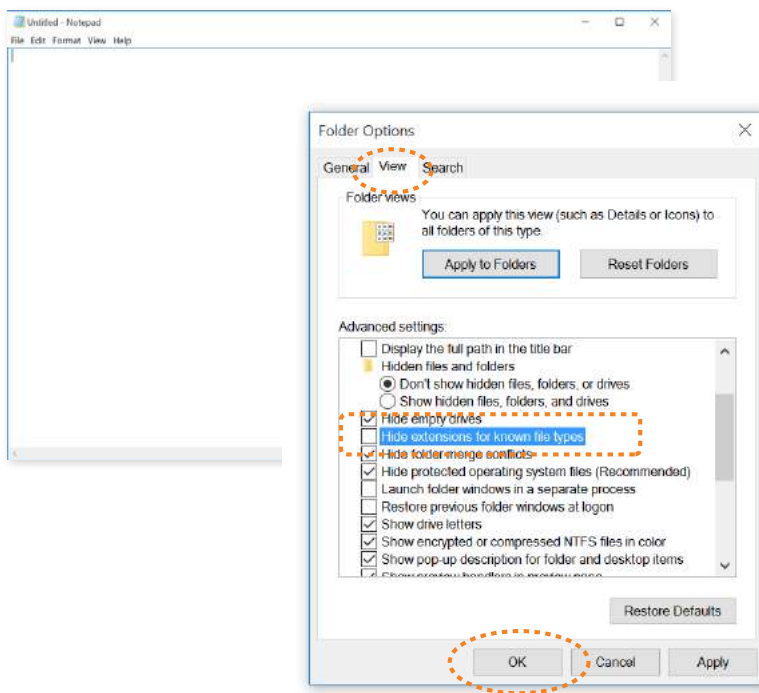 Untitled - Notepad
File Edit Format View Help
Folder Options
General View Search
Folder views
You can apply this view (such as Details or Icons) to
all folders of this type.
Apply to Folders Reset Folders
Advanced settings:
Display the full path in the title bar
Hidden files and folders
Don't show hidden files, folders, or drives
Show hidden files, folders, and drives
Hide empty drives
Hide extensions for known file types
Hide folder merge conflicts
Hide protected operating system files (Recommended)
Launch folder windows in a separate process
Restore previous folder windows at logon
Show drive letters
Show encrypted or compressed NTFS files in color
Show pop-up description for folder and desktop items
Show preview handlers in preview pane
Restore Defaults
OK Cancel Apply